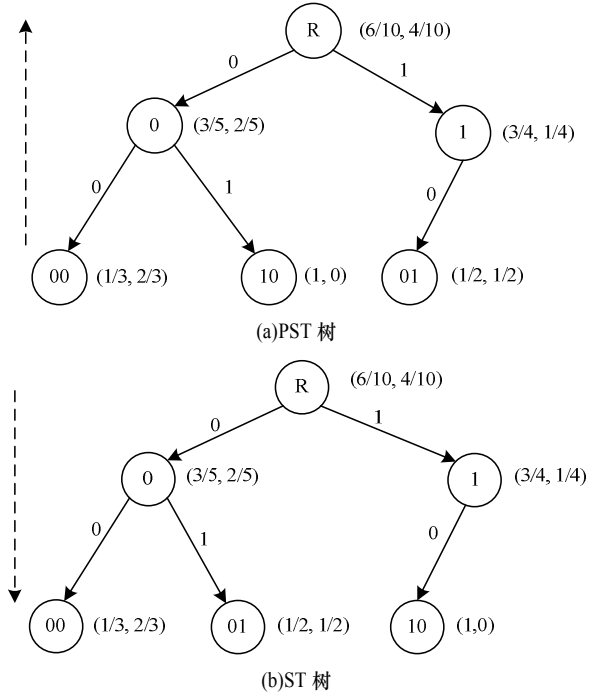 R (6/10, 4/10)
0 1
0 (3/5, 2/5) 1 (3/4, 1/4)
0 1 0
00 (1/3, 2/3) 10 (1, 0) 01 (1/2, 1/2)
(a)PST 树
R (6/10, 4/10)
0 1
0 (3/5, 2/5) 1 (3/4, 1/4)
0 1 0
00 (1/3, 2/3) 01 (1/2, 1/2) 10 (1,0)
(b)ST 树